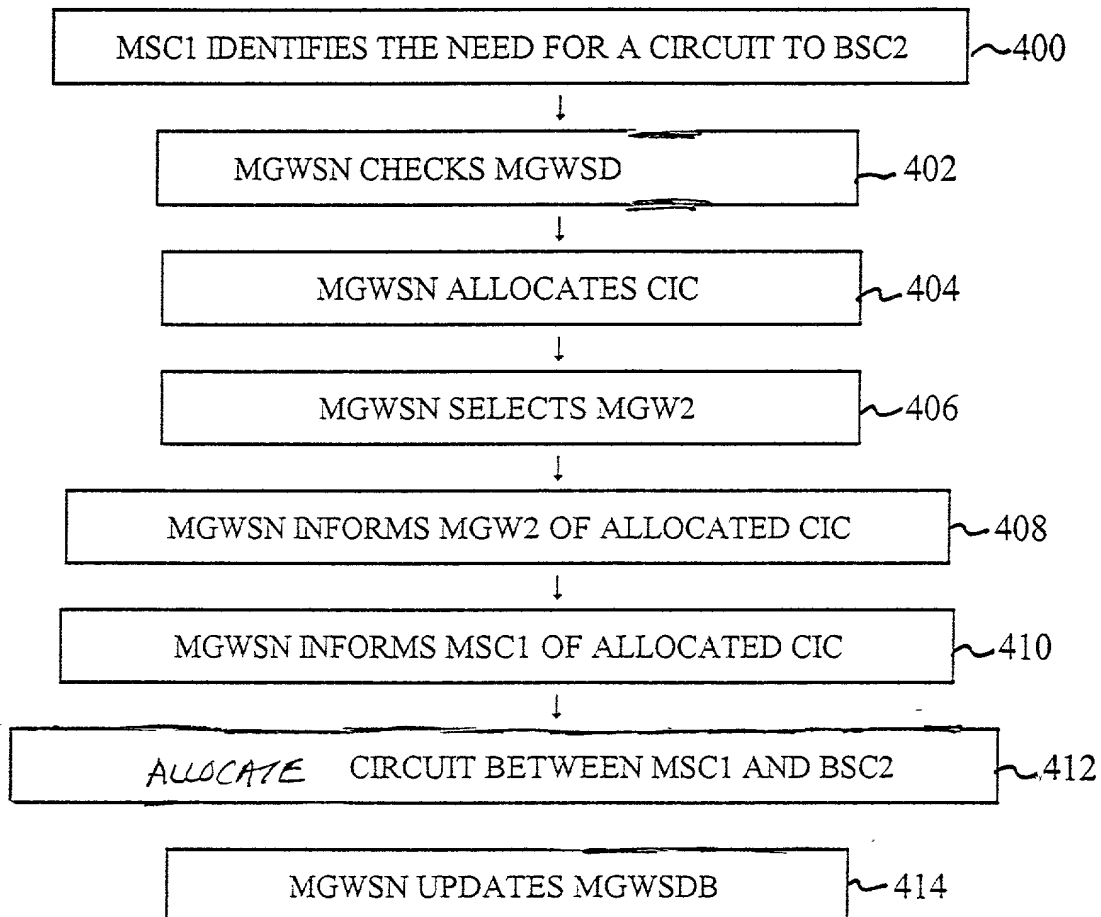 MSC1 IDENTIFIES THE NEED FOR A CIRCUIT TO BSC2 400
MGWSN CHECKS MGWSD 402
MGWSN ALLOCATES CIC 404
MGWSN SELECTS MGW2 406
MGWSN INFORMS MGW2 OF ALLOCATED CIC 408
MGWSN INFORMS MSC1 OF ALLOCATED CIC 410
ALLOCATE CIRCUIT BETWEEN MSC1 AND BSC2 412
MGWSN UPDATES MGWSDB 414